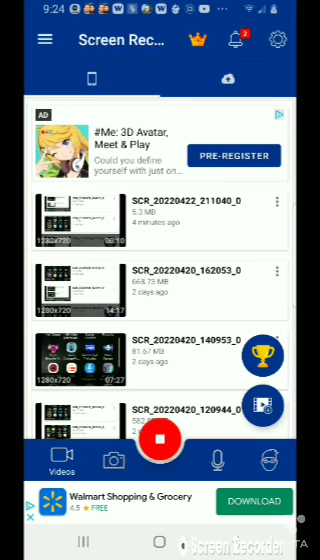 9:24
Screen Rec...
2
AD
#Me: 3D Avatar,
Meet & Play
Could you define
yourself with just on...
PRE-REGISTER
SCR_20220422_211040_0
5.3 MB
4 minutes ago
1280x720 00:10
SCR_20220420_162053_0
668.73 MB
2 days ago
1280x720 14:17
SCR_20220420_140953_0
81.57 MB
2 days ago
1280x720 07:27
SCR_20220420_120944_0
Videos
Walmart Shopping & Grocery
4.5 ★ FREE
DOWNLOAD
Screen Recorder